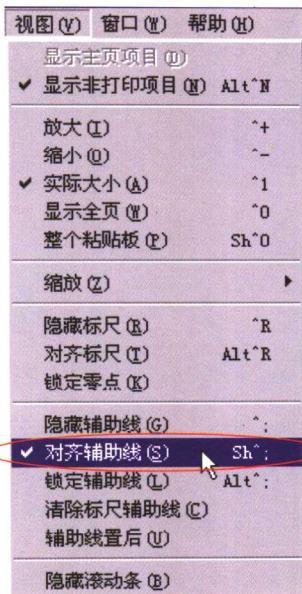 视图(V) 窗口(W) 帮助(H)
显示主页项目(D)
✔ 显示非打印项目(N) Alt^N
放大(I) ^+
缩小(O) ^-
✔ 实际大小(A) ^1
显示全页(W) ^0
整个粘贴板(P) Sh^0
缩放(Z)
隐藏标尺(R) ^R
对齐标尺(T) Alt^R
锁定零点(K)
隐藏辅助线(G) ^;
✔ 对齐辅助线(S) Sh^;
锁定辅助线(L) Alt^;
清除标尺辅助线(C)
辅助线置后(U)
隐藏滚动条(B)